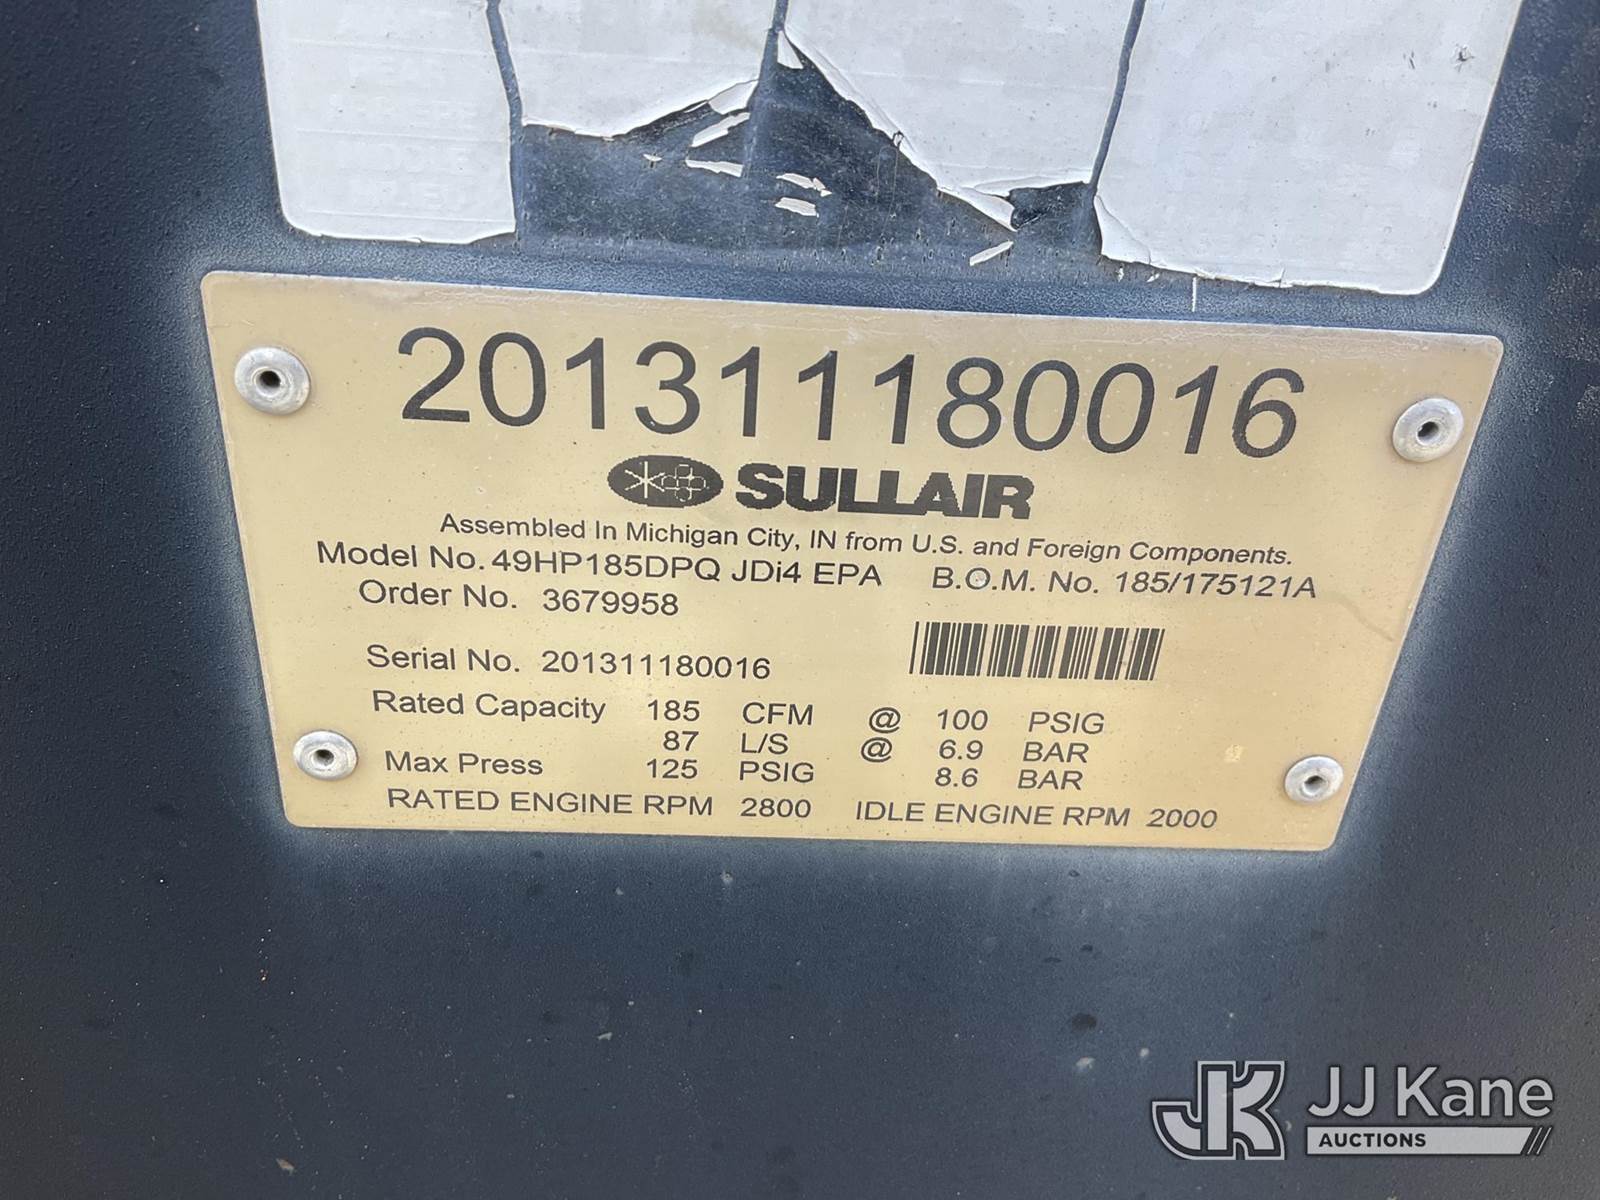 201311180016
SULLAIR
Assembled In Michigan City, IN from U.S. and Foreign Components.
Model No. 49HP185DPQ JDi4 EPA B.O.M. No. 185/175121A
Order No. 3679958
Serial No. 201311180016
Rated Capacity 185 CFM @ 100 PSIG
87 L/S @ 6.9 BAR
Max Press 125 PSIG 8.6 BAR
RATED ENGINE RPM 2800 IDLE ENGINE RPM 2000
JK JJ Kane
AUCTIONS